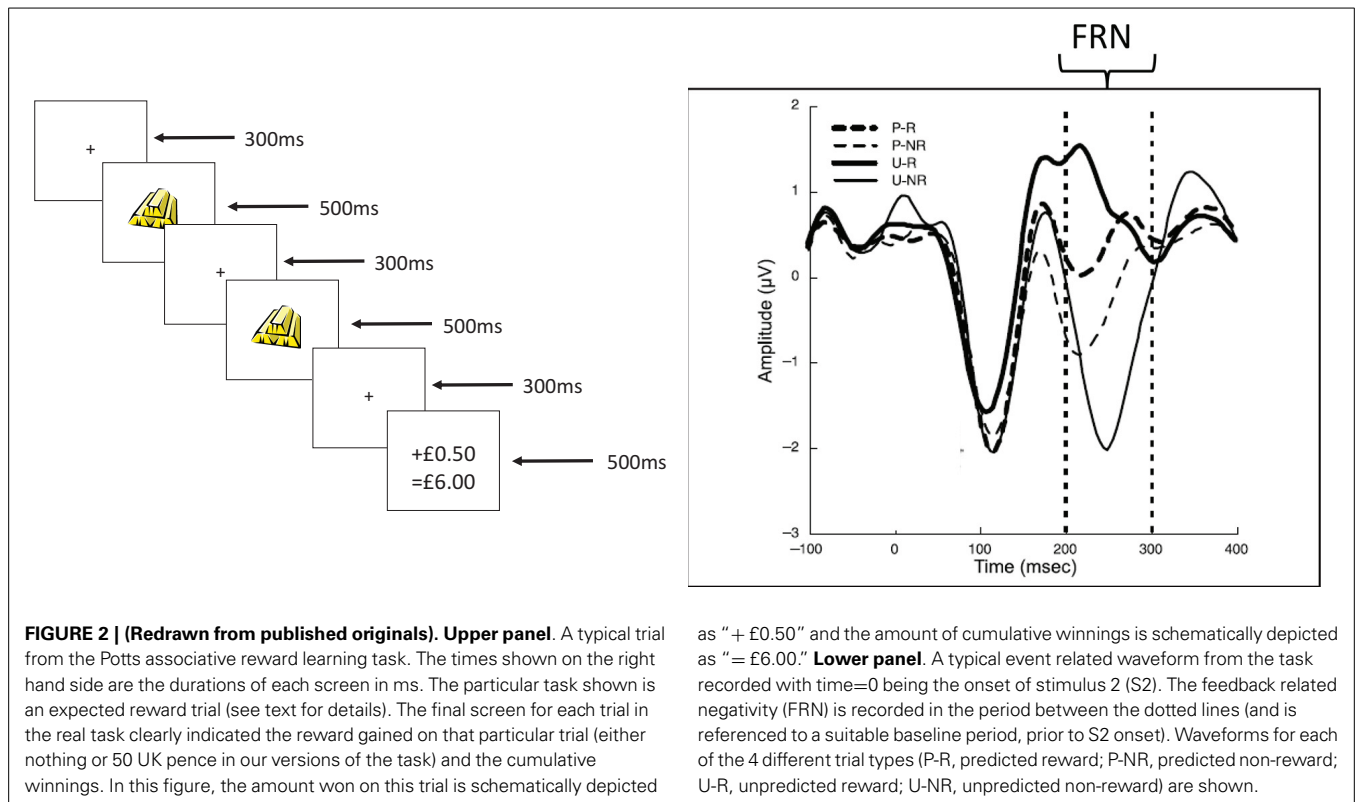 300ms
+
500ms
300ms
+
500ms
300ms
+
+£0.50
=£6.00
500ms
FRN
2
1
0
−1
−2
−3
Amplitude (µV)
P-R
P-NR
U-R
U-NR
−100
0
100
200
300
400
Time (msec)
FIGURE 2 | (Redrawn from published originals). Upper panel. A typical trial
from the Potts associative reward learning task. The times shown on the right
hand side are the durations of each screen in ms. The particular task shown is
an expected reward trial (see text for details). The final screen for each trial in
the real task clearly indicated the reward gained on that particular trial (either
nothing or 50 UK pence in our versions of the task) and the cumulative
winnings. In this figure, the amount won on this trial is schematically depicted
as “+ £0.50” and the amount of cumulative winnings is schematically depicted
as “= £6.00.” Lower panel. A typical event related waveform from the task
recorded with time=0 being the onset of stimulus 2 (S2). The feedback related
negativity (FRN) is recorded in the period between the dotted lines (and is
referenced to a suitable baseline period, prior to S2 onset). Waveforms for each
of the 4 different trial types (P-R, predicted reward; P-NR, predicted non-reward;
U-R, unpredicted reward; U-NR, unpredicted non-reward) are shown.